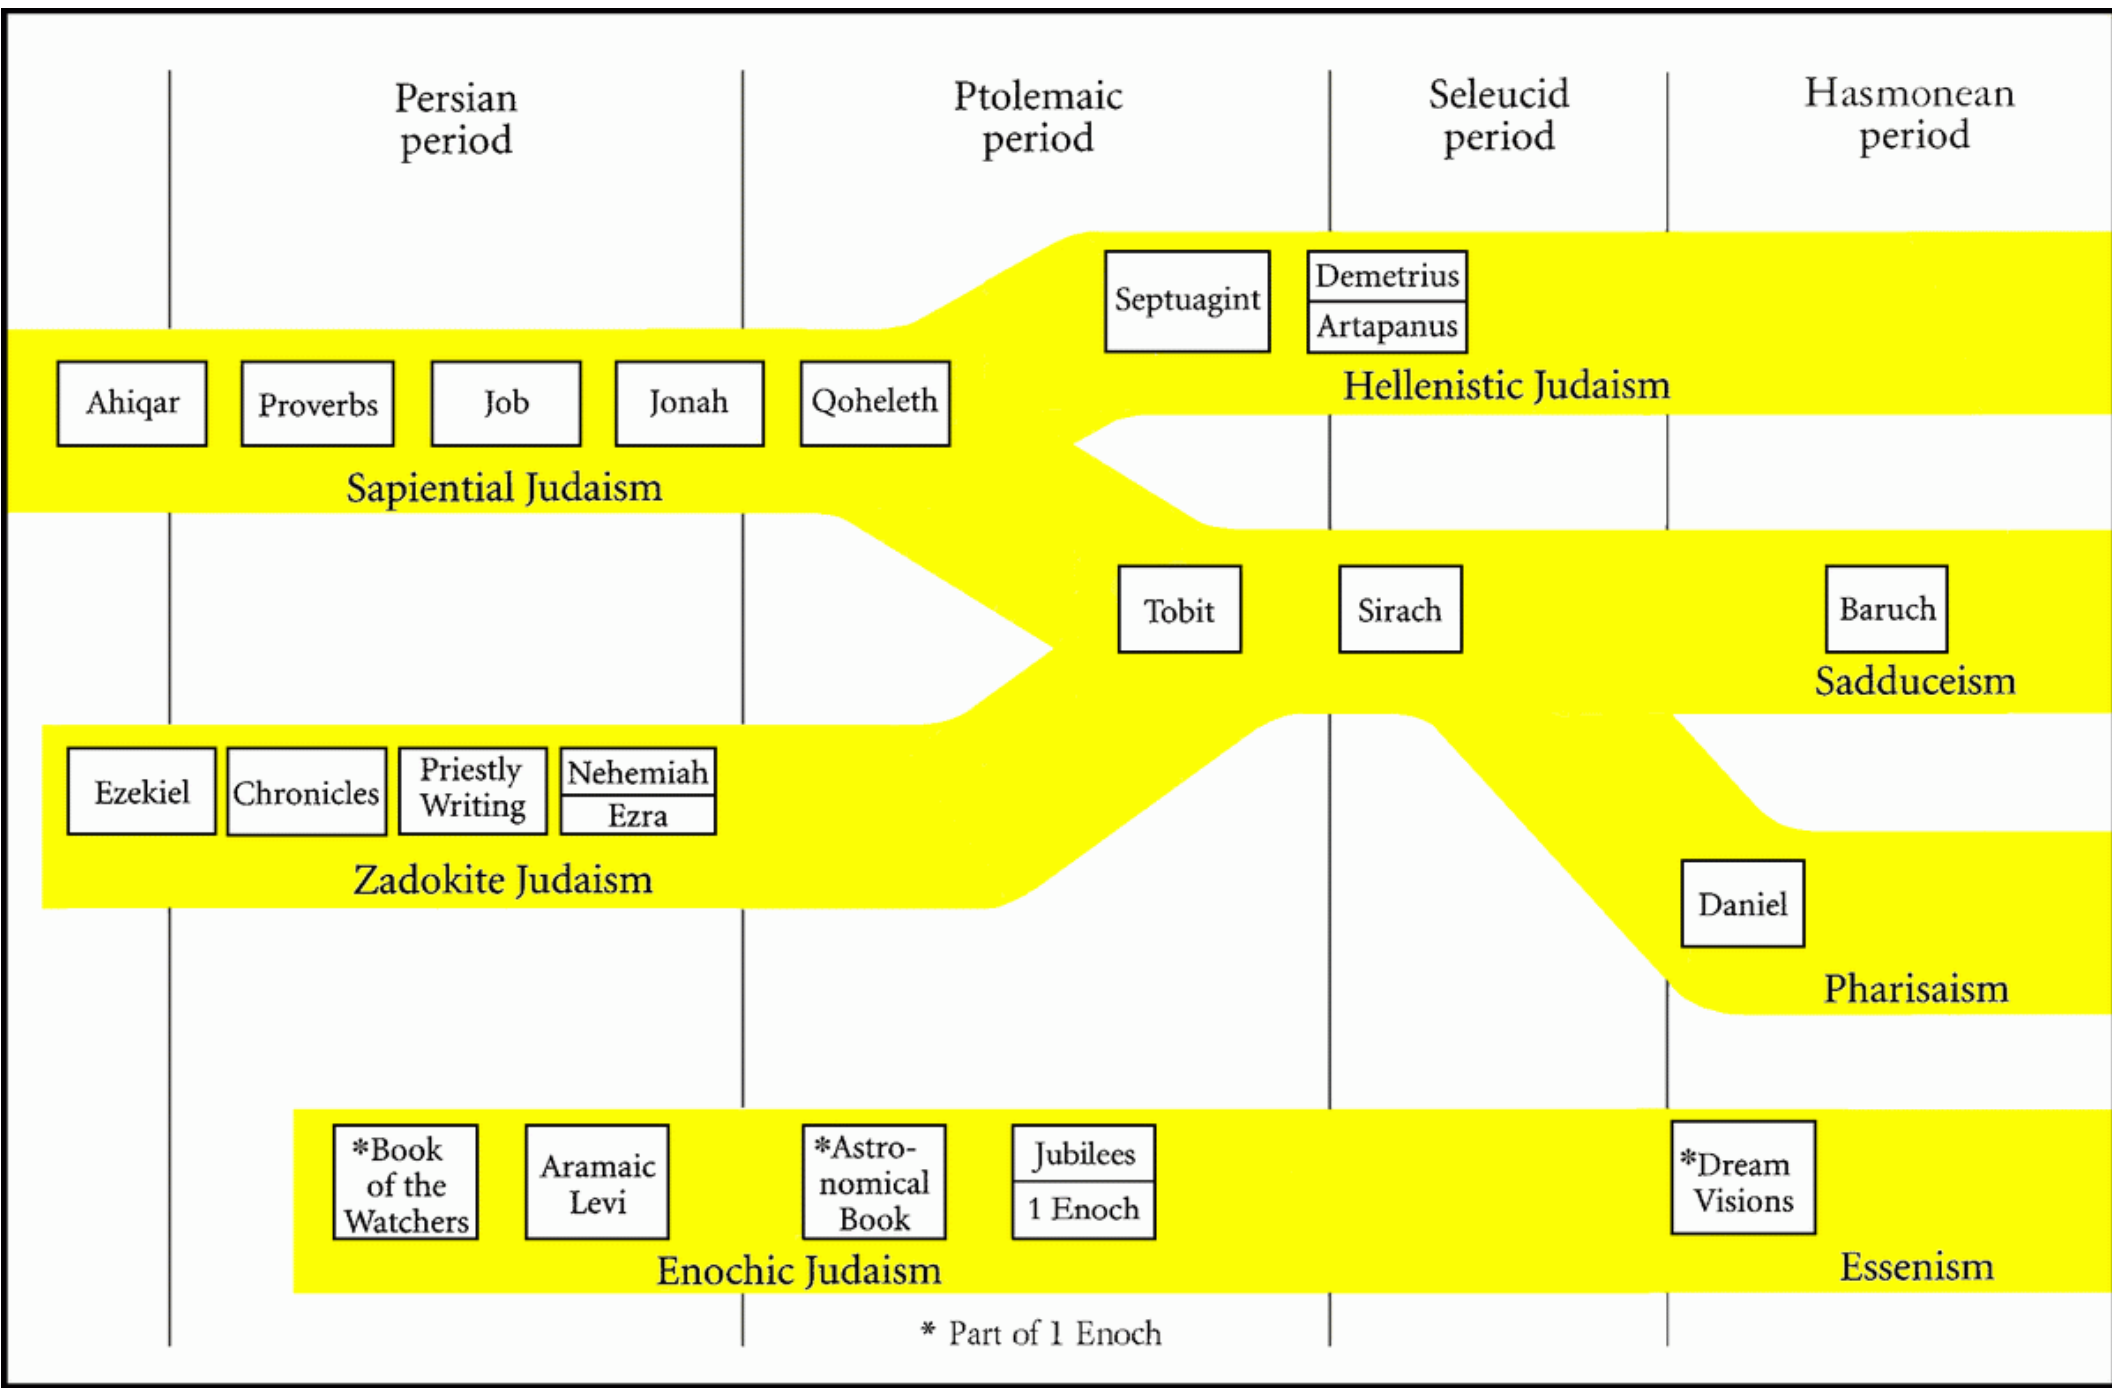 Persian
period
Ptolemaic
period
Seleucid
period
Hasmonean
period
Septuagint
Demetrius
Artapanus
Hellenistic Judaism
Ahiqar
Proverbs
Job
Jonah
Qoheleth
Sapiential Judaism
Tobit
Sirach
Baruch
Sadduceism
Ezekiel
Chronicles
Priestly
Writing
Nehemiah
Ezra
Zadokite Judaism
Daniel
Pharisaism
*Book
of the
Watchers
Aramaic
Levi
*Astro-
nomical
Book
Jubilees
1 Enoch
*Dream
Visions
Enochic Judaism
Essenism
* Part of 1 Enoch